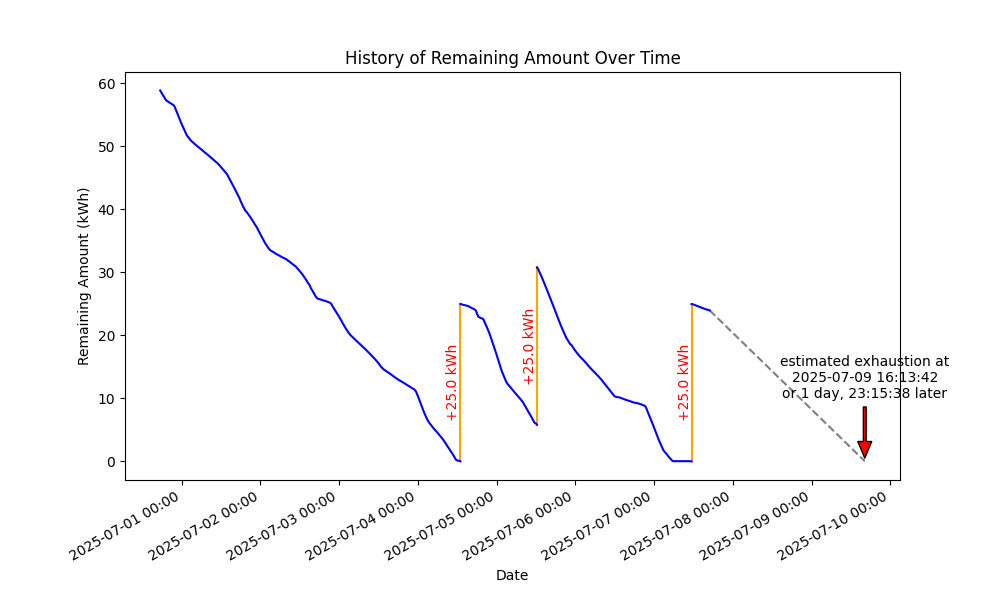 History of Remaining Amount Over Time
Remaining Amount (kWh)
60
50
40
30
20
10
0
+25.0 kWh
+25.0 kWh
+25.0 kWh
estimated exhaustion at
2025-07-09 16:13:42
or 1 day, 23:15:38 later
2025-07-01 00:00
2025-07-02 00:00
2025-07-03 00:00
2025-07-04 00:00
2025-07-05 00:00
2025-07-06 00:00
2025-07-07 00:00
2025-07-08 00:00
2025-07-09 00:00
2025-07-10 00:00
Date